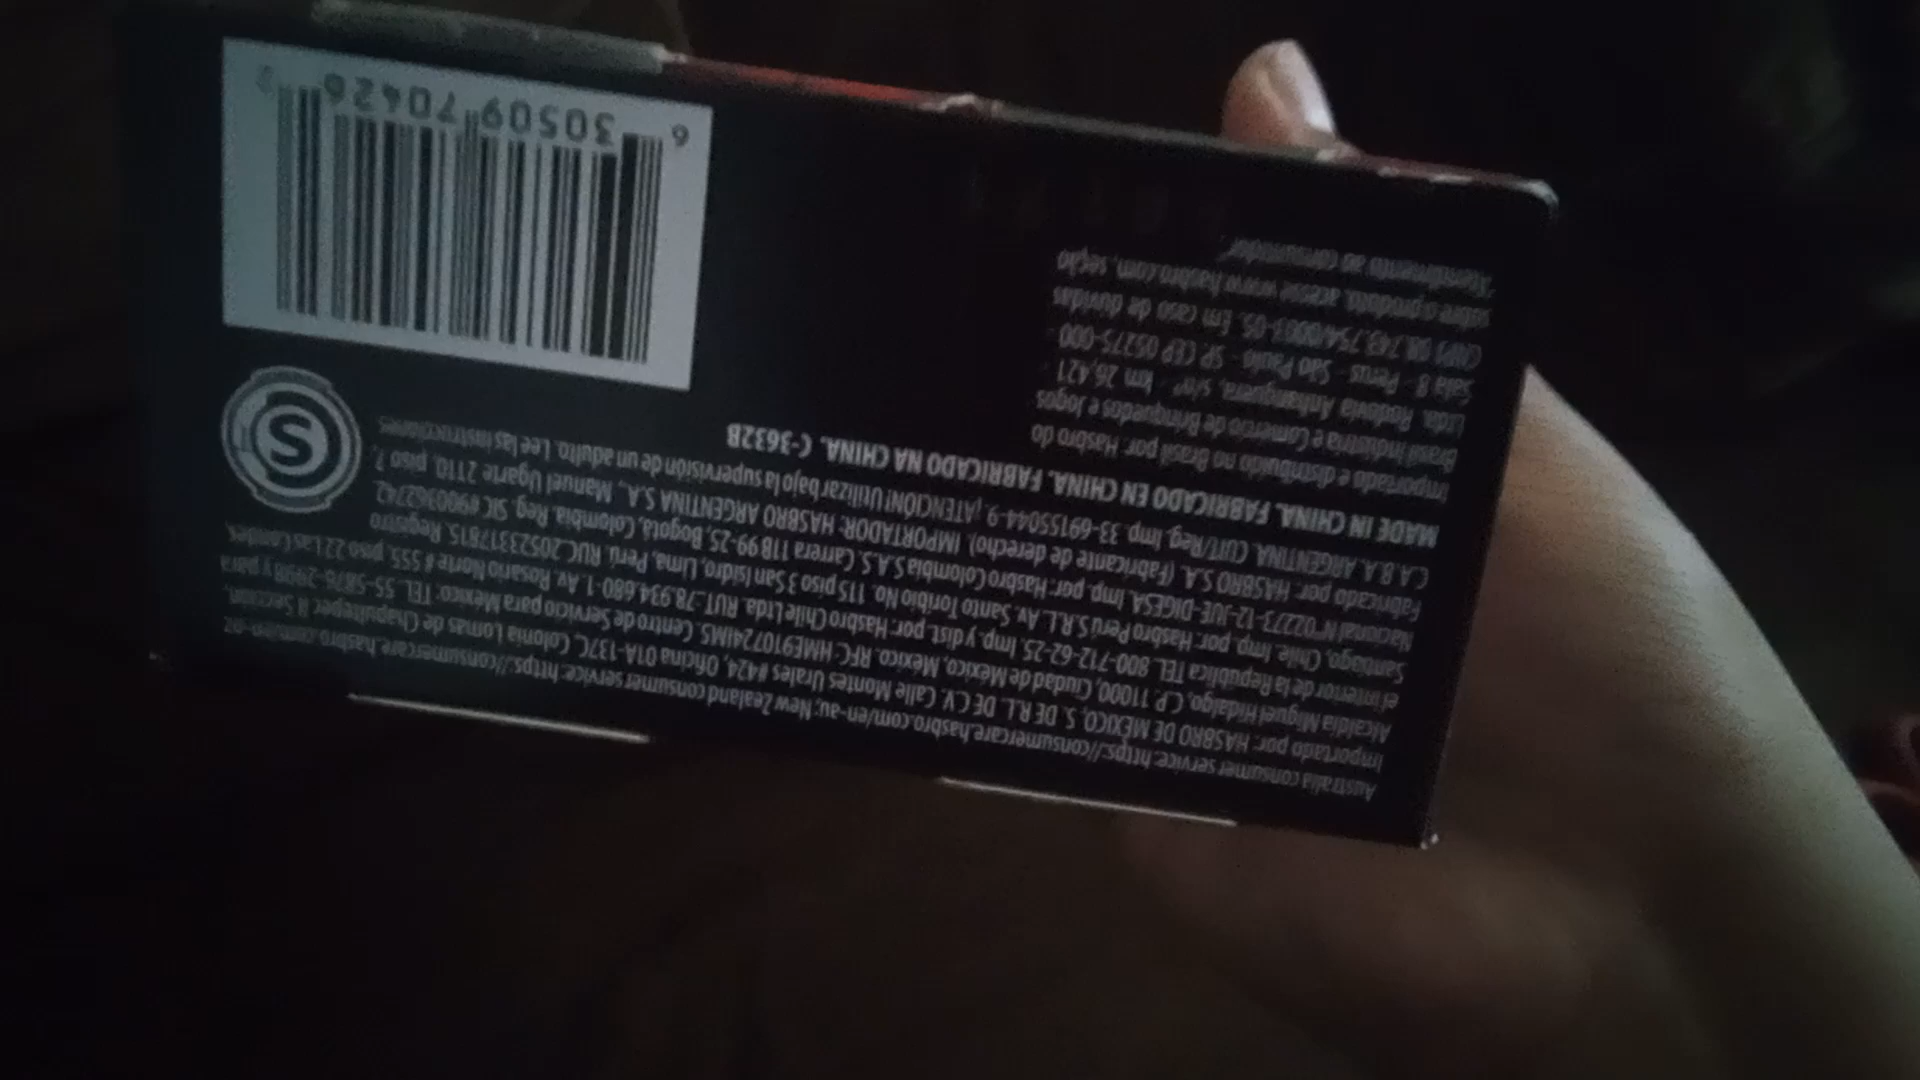 Australia consumer service: https://consumercare.hasbro.com/en-au; New Zealand consumer service: https://consumercare.hasbro.com/en-nz
Importado por: HASBRO DE MÉXICO, S. DE R.L. DE C.V. Calle Montes Urales #424, Oficina 01A-137C, Colonia Lomas de Chapultepec II Sección,
Alcaldía Miguel Hidalgo, C.P. 11000, Ciudad de México, México. RFC HME910724IM5. Centro de Servicio para México: TEL. 55-5876-2998 y para
el interior de la República TEL. 800-712-62-25. Imp. y dist. por: Hasbro Chile Ltda. RUT.:78.934.680-1. Av. Rosario Norte # 555, piso 22 Las Condes,
Santiago, Chile. Imp. por: Hasbro Perú S.R.L. Av. Santo Toribio No. 115 piso 3 San Isidro, Lima, Perú. RUC.20523317815. Registro
Nacional N° 02273-12-JUE-DIGESA. Imp. por: Hasbro Colombia S.A.S. Carrera 11B 99-25, Bogotá, Colombia. Reg. SIC #900362742
Fabricado por: HASBRO S.A. (Fabricante de derecho). IMPORTADOR: HASBRO ARGENTINA S.A., Manuel Ugarte 2110, piso 7,
C.A.B.A. ARGENTINA. CUIT/Reg. Imp. 33-69155044-9. ¡ATENCIÓN! Utilizar bajo la supervisión de un adulto. Lee las instrucciones
MADE IN CHINA. FABRICADO EN CHINA. FABRICADO NA CHINA. C-3632B
Importado e distribuído no Brasil por: Hasbro do
Brasil Indústria e Comércio de Brinquedos e Jogos
Ltda. Rodovia Anhanguera, s/nº - km 26,421
Sala 8 - Perus - São Paulo - SP. CEP 05275-000
CNPJ 08.743.754/0003-05. Em caso de dúvidas
sobre o produto, acesse www.hasbro.com, seção
"Atendimento ao consumidor"
S
6 30509 70426 2